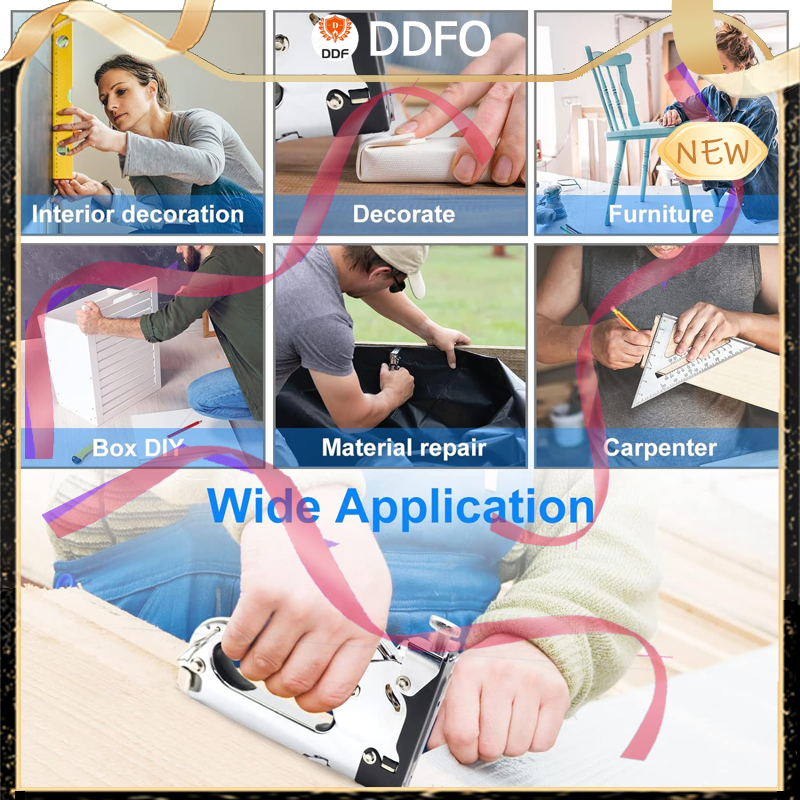 DDF
DDFO
NEW
Interior decoration
Decorate
Furniture
Box DIY
Material repair
Carpenter
Wide Application